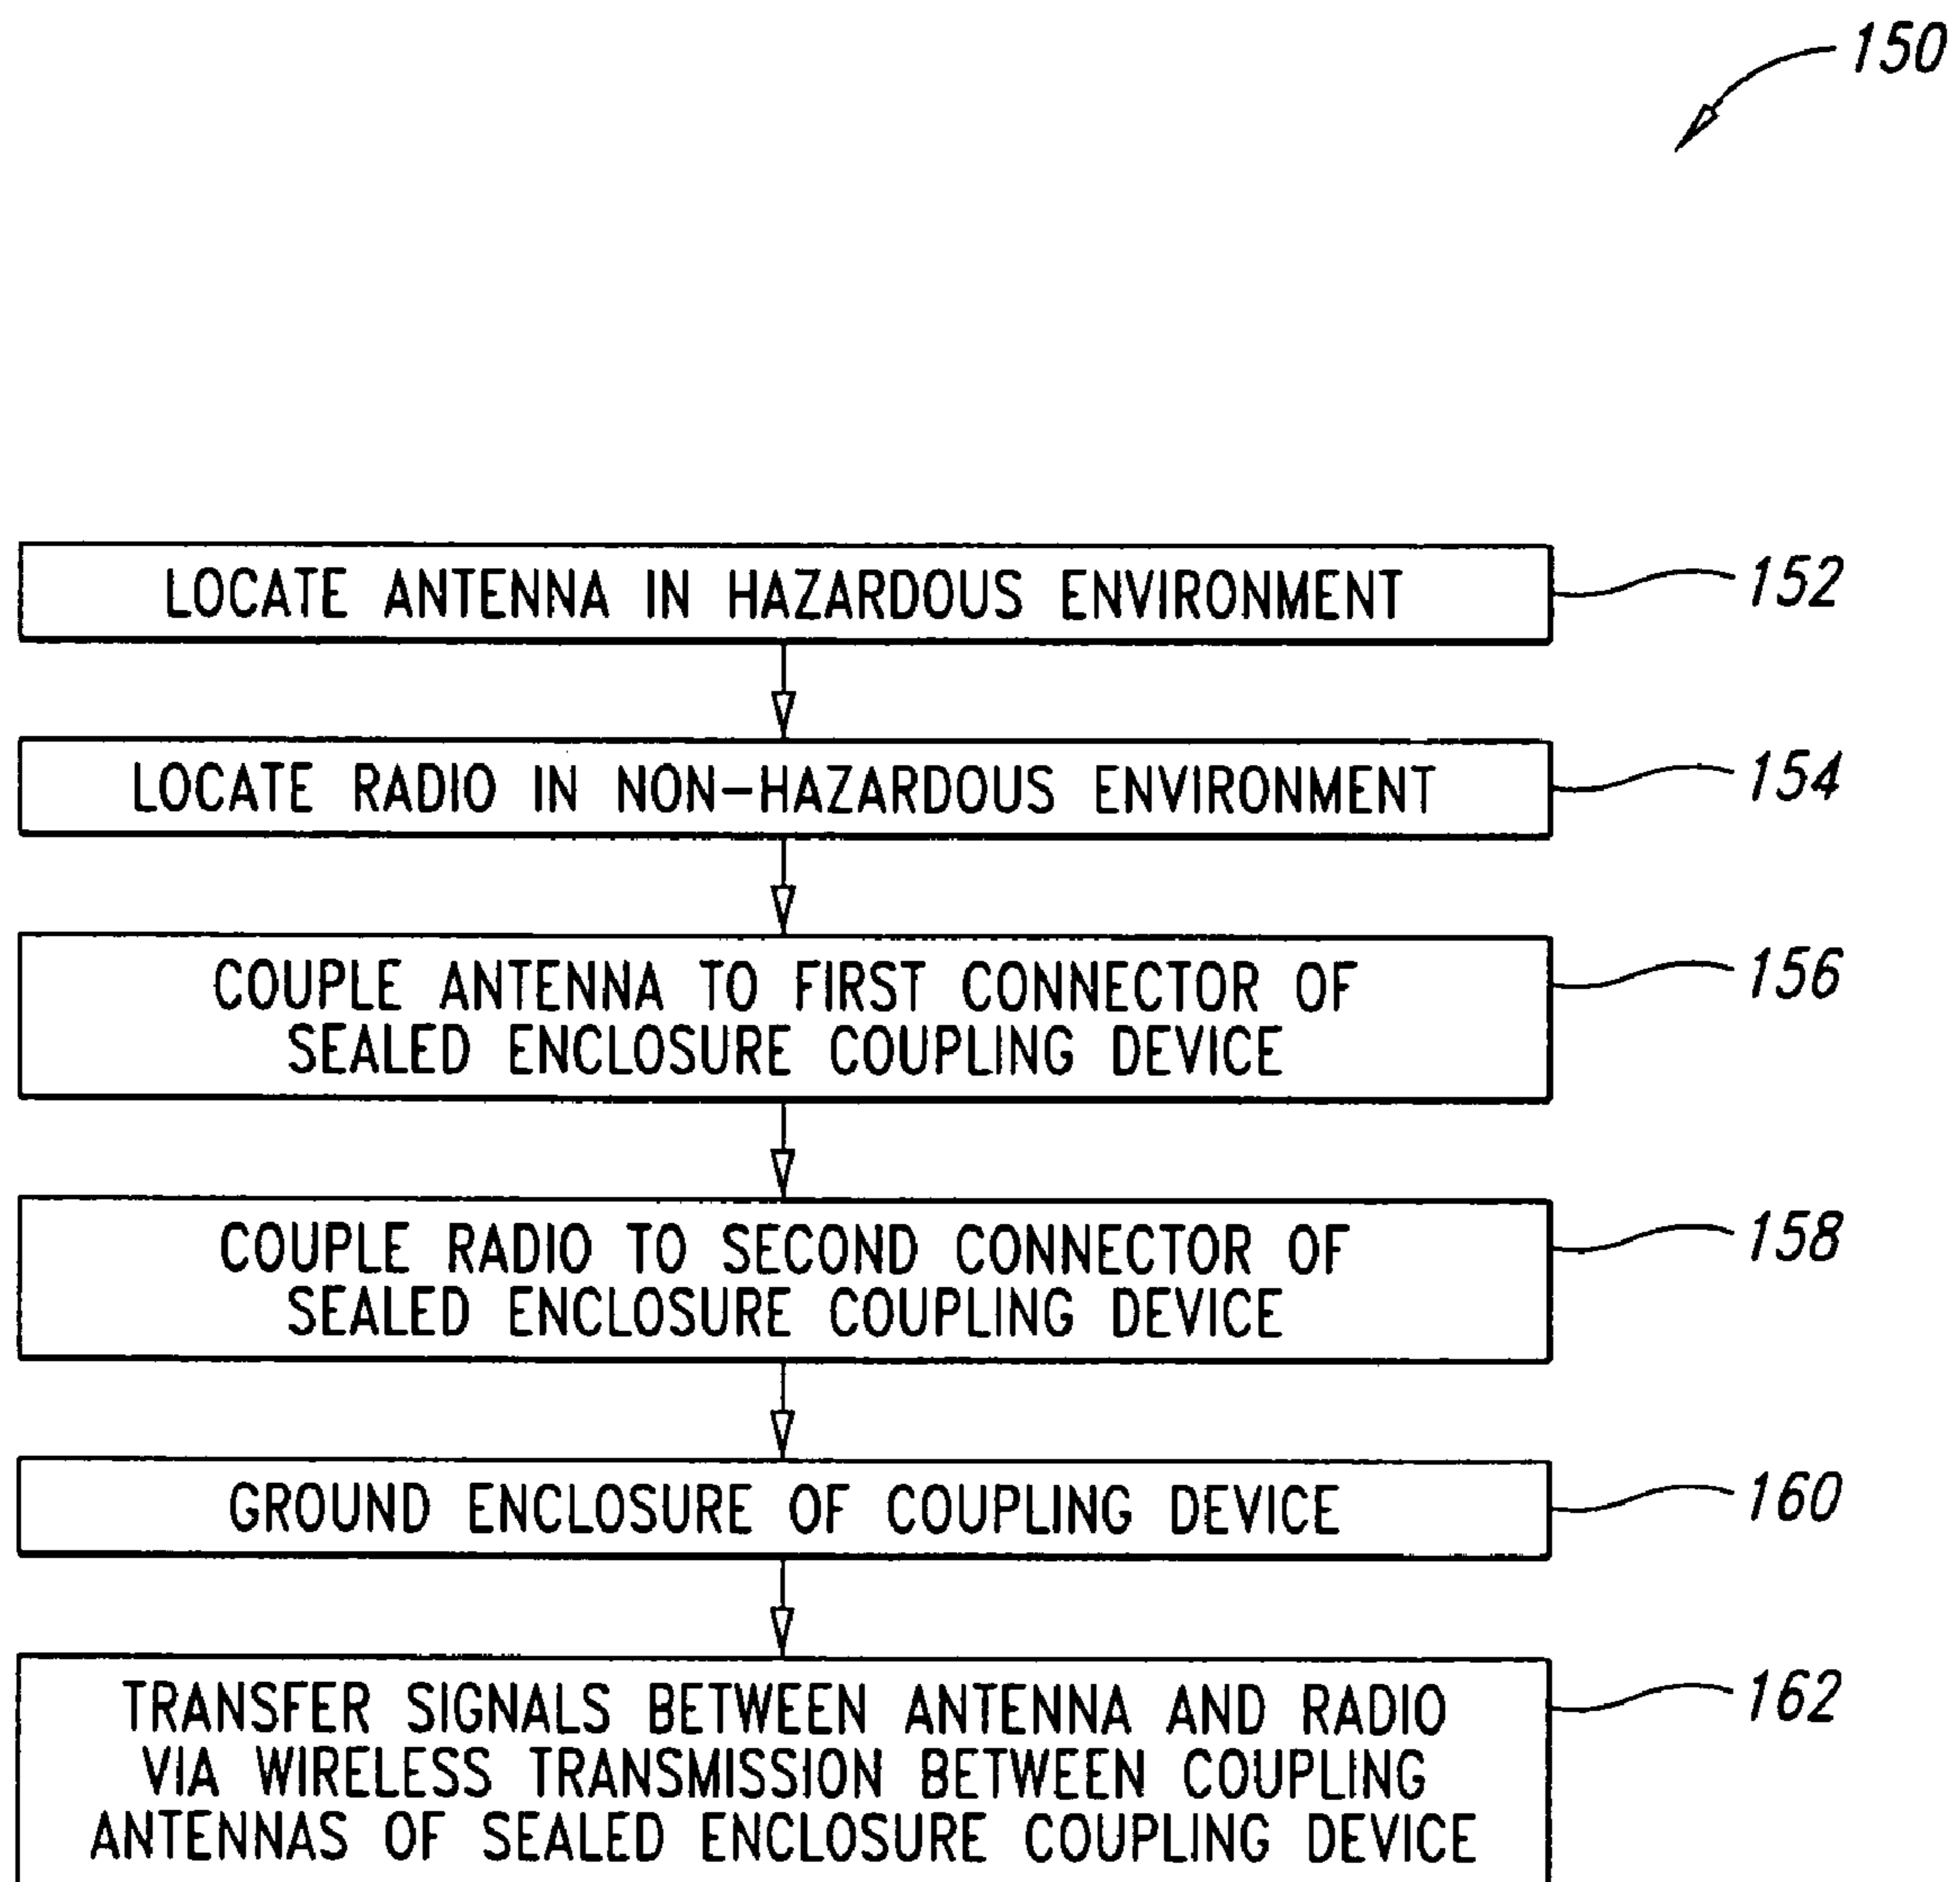 150
LOCATE ANTENNA IN HAZARDOUS ENVIRONMENT
152
LOCATE RADIO IN NON-HAZARDOUS ENVIRONMENT
154
COUPLE ANTENNA TO FIRST CONNECTOR OF
SEALED ENCLOSURE COUPLING DEVICE
156
COUPLE RADIO TO SECOND CONNECTOR OF
SEALED ENCLOSURE COUPLING DEVICE
158
GROUND ENCLOSURE OF COUPLING DEVICE
160
TRANSFER SIGNALS BETWEEN ANTENNA AND RADIO
VIA WIRELESS TRANSMISSION BETWEEN COUPLING
ANTENNAS OF SEALED ENCLOSURE COUPLING DEVICE
162